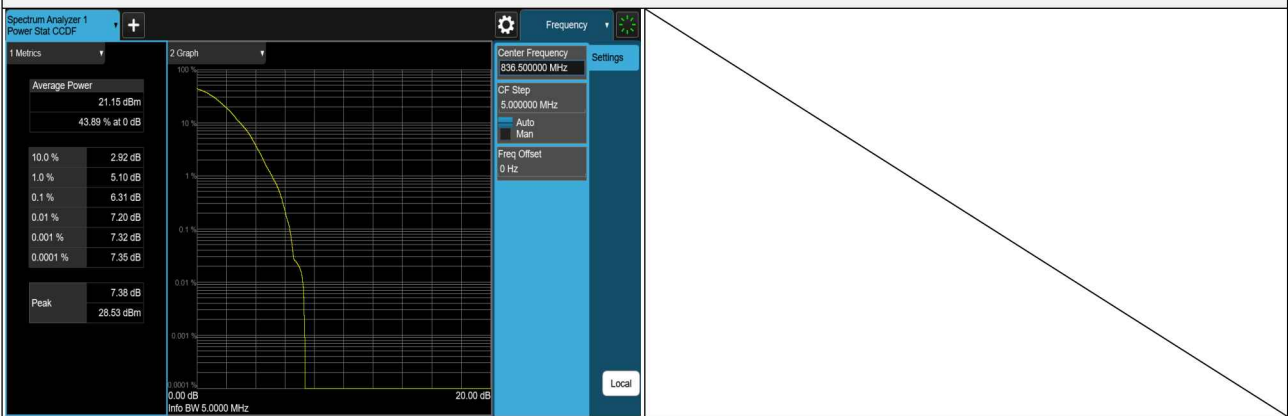 Spectrum Analyzer 1
Power Stat CCDF
+
Frequency
1 Metrics
Average Power
21.15 dBm
43.89 % at 0 dB
10.0 % 2.92 dB
1.0 % 5.10 dB
0.1 % 6.31 dB
0.01 % 7.20 dB
0.001 % 7.32 dB
0.0001 % 7.35 dB
Peak
7.38 dB
28.53 dBm
2 Graph
100 %
10 %
1 %
0.1 %
0.01 %
0.001 %
0.0001 %
0.00 dB 20.00 dB
Info BW 5.0000 MHz
Center Frequency
836.500000 MHz
CF Step
5.000000 MHz
Auto
Man
Freq Offset
0 Hz
Settings
Local